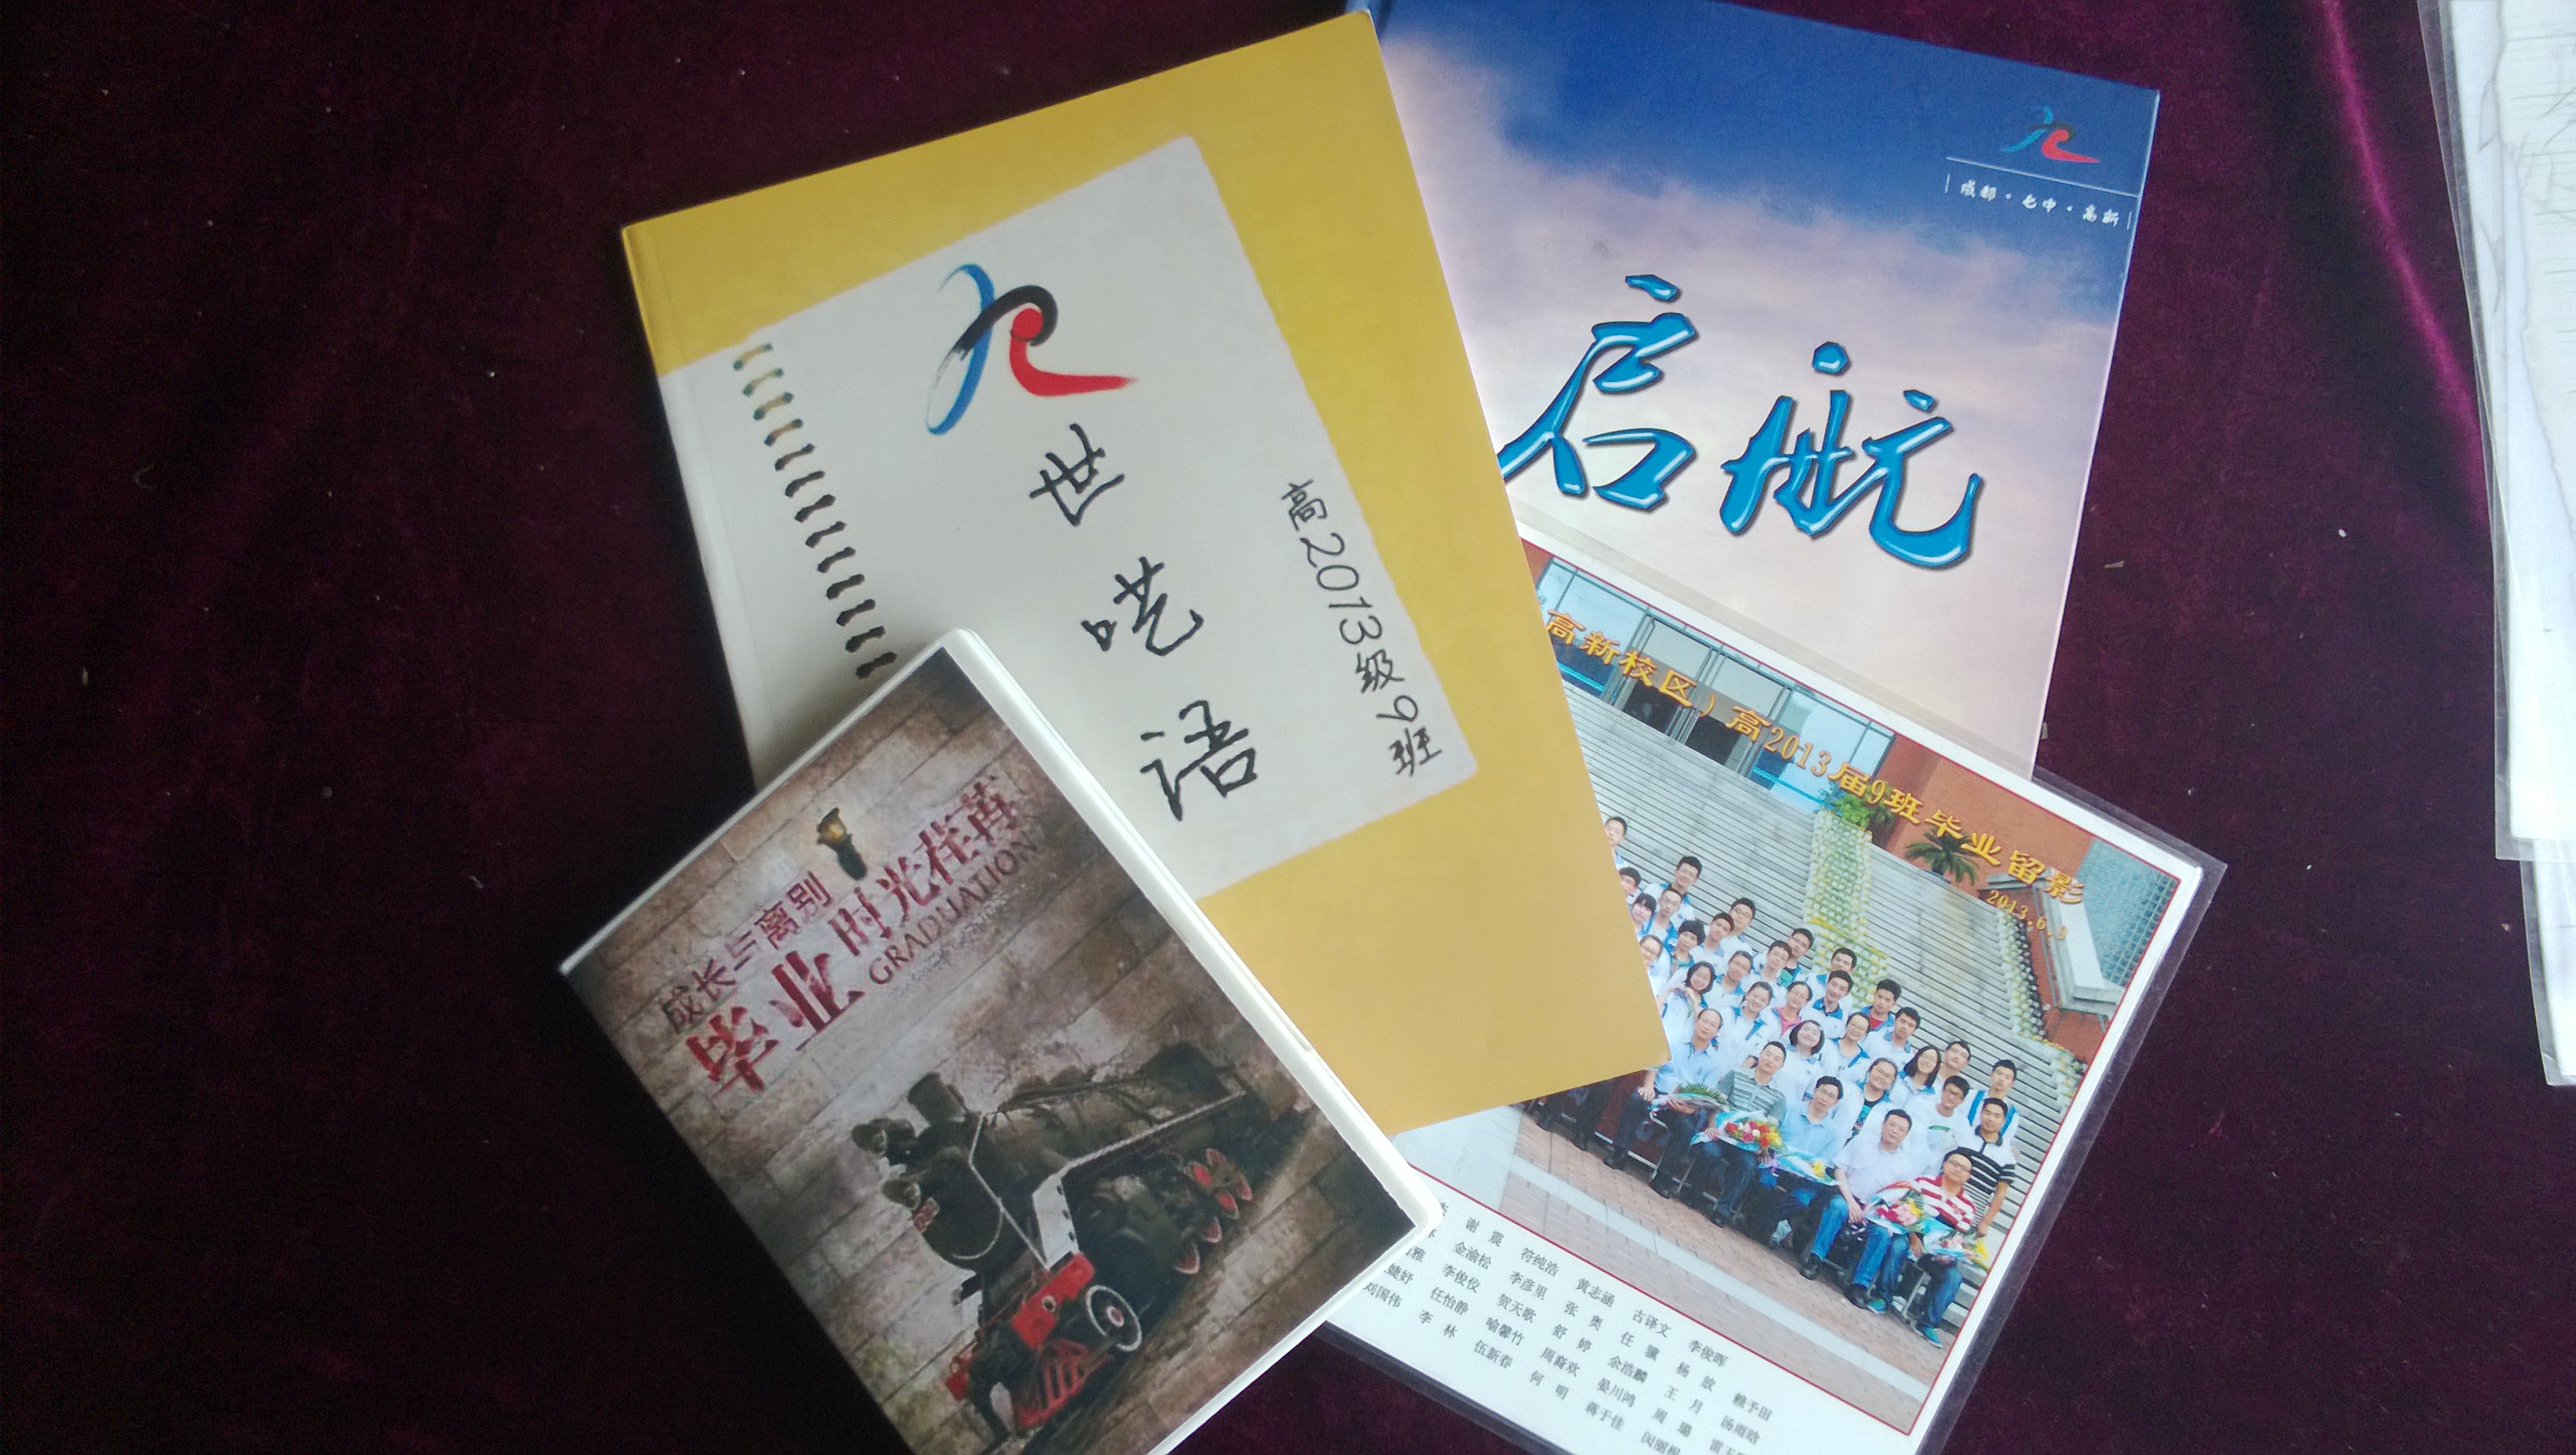 成都·七中·高新
启航
世
呓
语
高2013级9班
高新校区）高2013届9班毕业留影
2013.6.
成长与离别
毕业时光荏苒
GRADUATION
谢震 符纯浩 黄志涵 古译文 李俊晖
金渝松 李彦里 张奥 任骥 杨放 赖予田
雅 李俊佼 贺天歌 舒婷 余浩麟 王月 汤雨晗
婕妤 任怡静 喻馨竹 周裔欢 晏川鸿 周璐
刘国伟 李林 伍新春 何明 蒋于佳